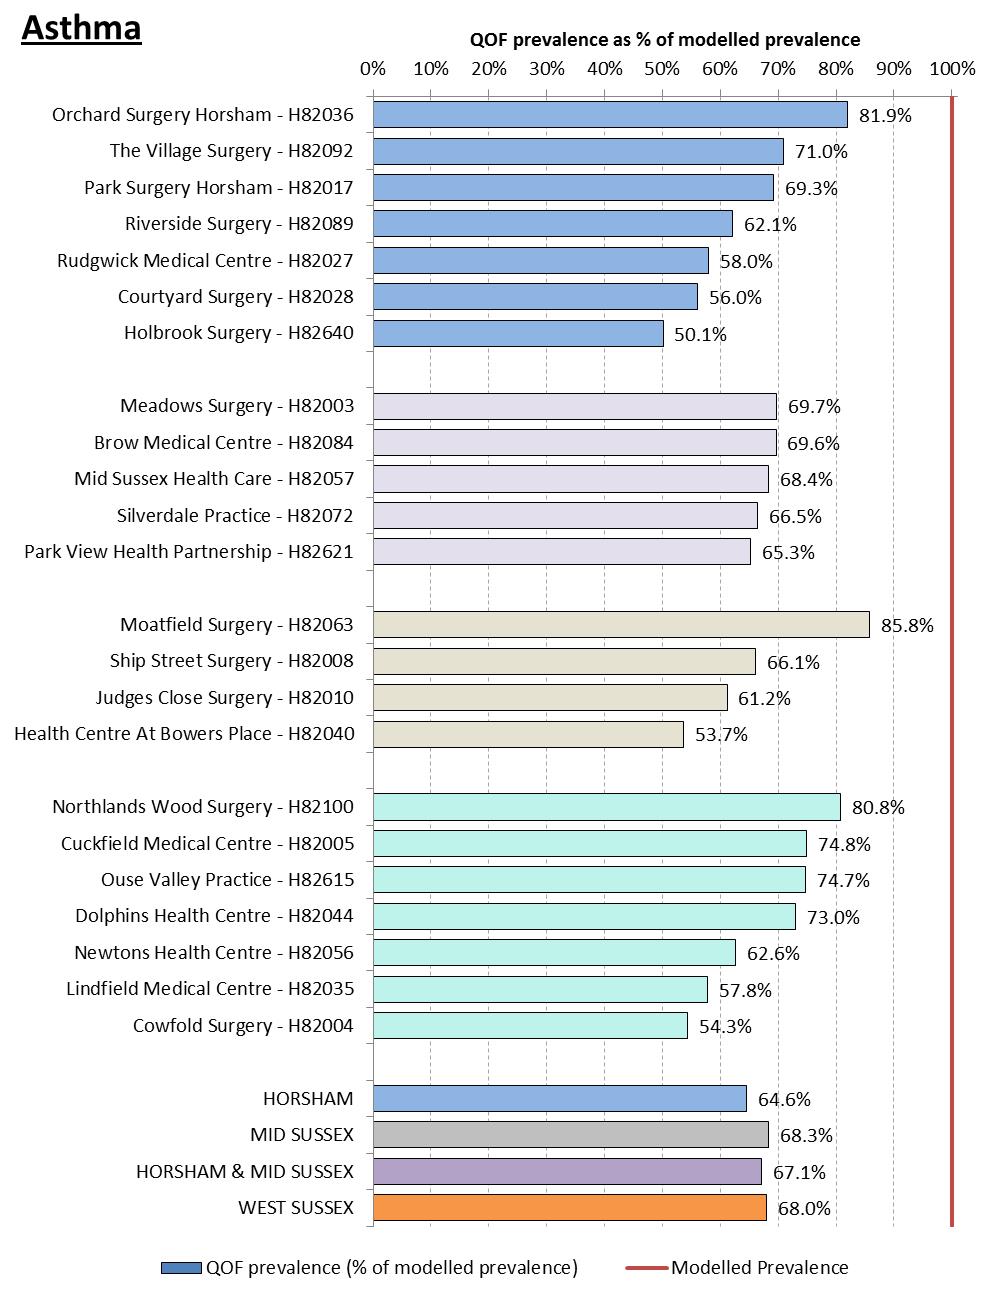 Asthma
QOF prevalence as % of modelled prevalence
0% 10% 20% 30% 40% 50% 60% 70% 80% 90% 100%
Orchard Surgery Horsham - H82036 81.9%
The Village Surgery - H82092 71.0%
Park Surgery Horsham - H82017 69.3%
Riverside Surgery - H82089 62.1%
Rudgwick Medical Centre - H82027 58.0%
Courtyard Surgery - H82028 56.0%
Holbrook Surgery - H82640 50.1%
Meadows Surgery - H82003 69.7%
Brow Medical Centre - H82084 69.6%
Mid Sussex Health Care - H82057 68.4%
Silverdale Practice - H82072 66.5%
Park View Health Partnership - H82621 65.3%
Moatfield Surgery - H82063 85.8%
Ship Street Surgery - H82008 66.1%
Judges Close Surgery - H82010 61.2%
Health Centre At Bowers Place - H82040 53.7%
Northlands Wood Surgery - H82100 80.8%
Cuckfield Medical Centre - H82005 74.8%
Ouse Valley Practice - H82615 74.7%
Dolphins Health Centre - H82044 73.0%
Newtons Health Centre - H82056 62.6%
Lindfield Medical Centre - H82035 57.8%
Cowfold Surgery - H82004 54.3%
HORSHAM 64.6%
MID SUSSEX 68.3%
HORSHAM & MID SUSSEX 67.1%
WEST SUSSEX 68.0%
QOF prevalence (% of modelled prevalence) Modelled Prevalence